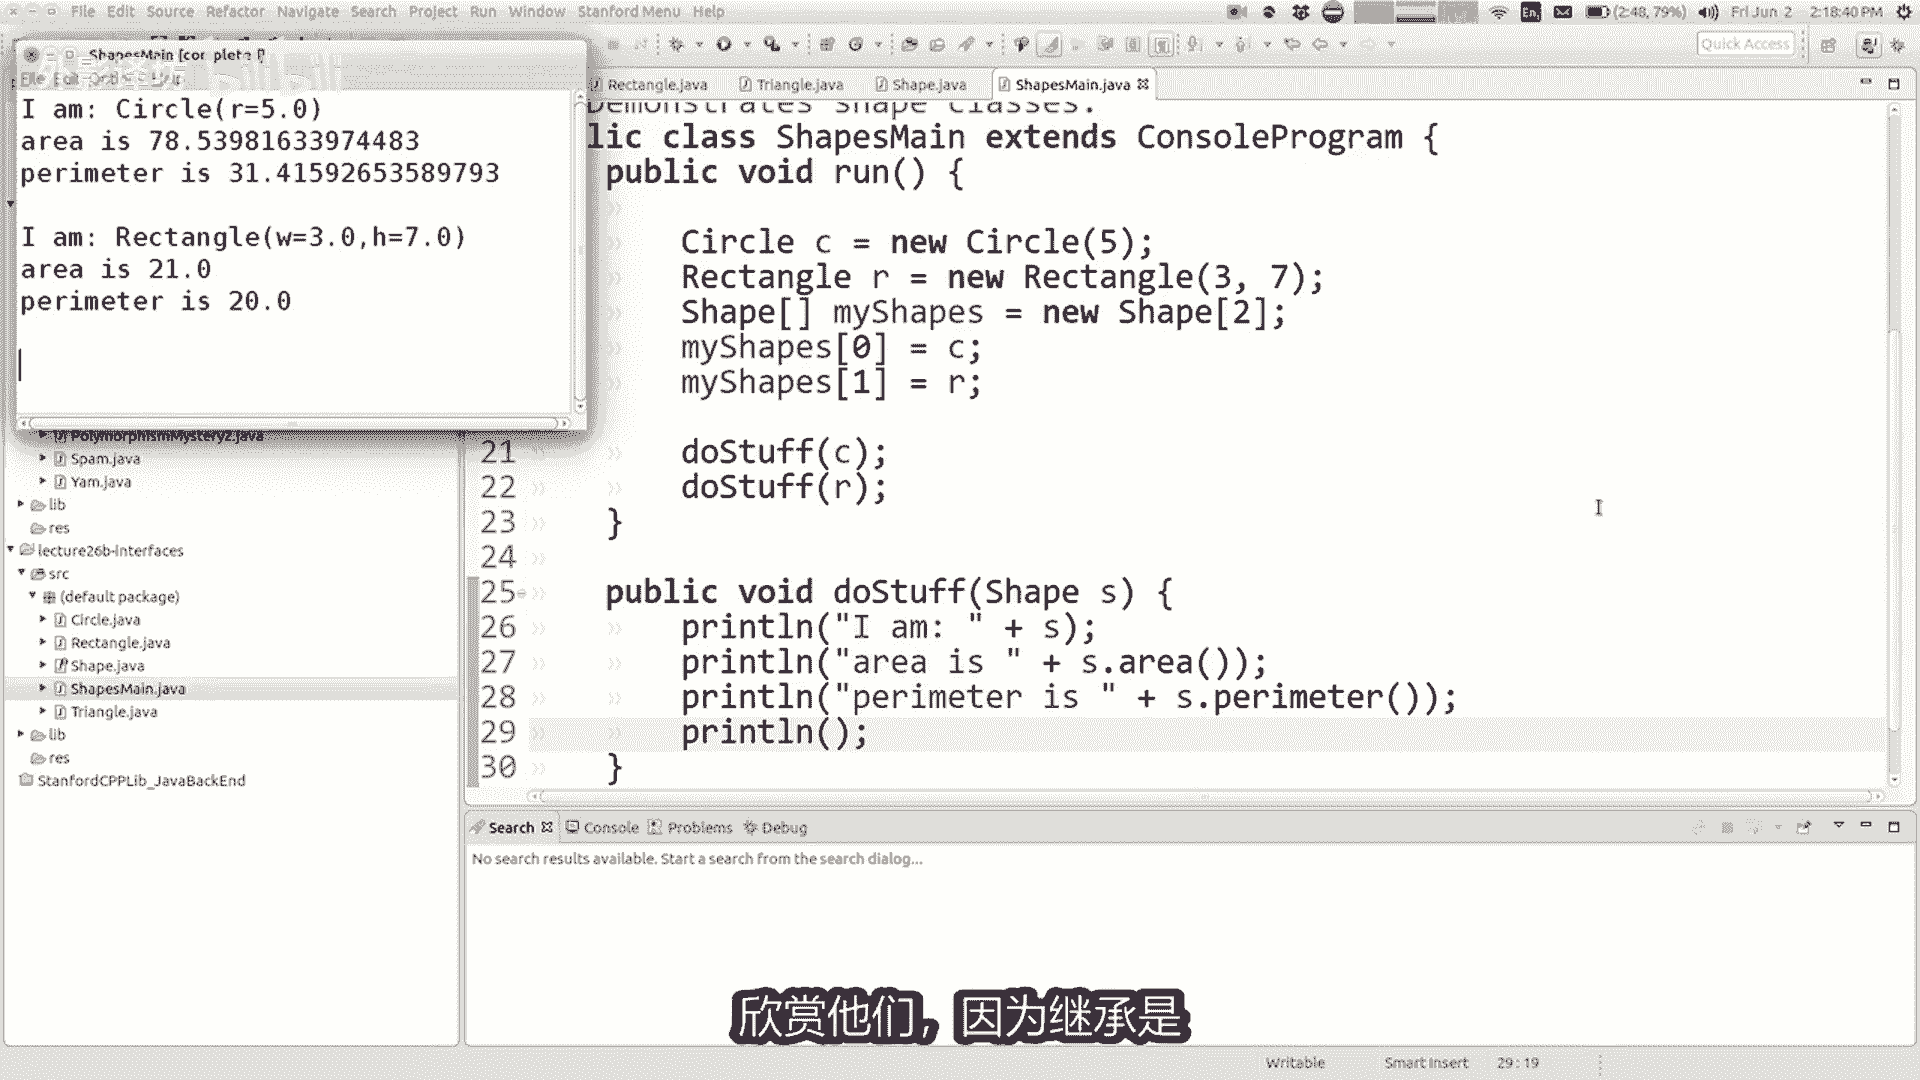 File Edit Source Refactor Navigate Search Project Run Window Stanford Menu Help
En (2:48, 79%) Fri Jun 2 2:18:40 PM
Quick Access
ShapesMain [completed]
File Edit
I am: Circle(r=5.0)
area is 78.53981633974483
perimeter is 31.41592653589793
I am: Rectangle(w=3.0,h=7.0)
area is 21.0
perimeter is 20.0
PolymorphismMystery2.java
Spam.java
Yam.java
lib
res
lecture26b-interfaces
src
(default package)
Circle.java
Rectangle.java
Shape.java
ShapesMain.java
Triangle.java
lib
res
StanfordCPPLib_JavaBackEnd
Rectangle.java Triangle.java Shape.java ShapesMain.java
Demonstrates Shape classes.
lic class ShapesMain extends ConsoleProgram {
public void run() {
Circle c = new Circle(5);
Rectangle r = new Rectangle(3, 7);
Shape[] myShapes = new Shape[2];
myShapes[0] = c;
myShapes[1] = r;
21 doStuff(c);
22 doStuff(r);
23 }
24
25 public void doStuff(Shape s) {
26 println("I am: " + s);
27 println("area is " + s.area());
28 println("perimeter is " + s.perimeter());
29 println();
30 }
Search Console Problems Debug
No search results available. Start a search from the search dialog...
欣赏他们，因为继承是
Writable Smart Insert 29 : 19